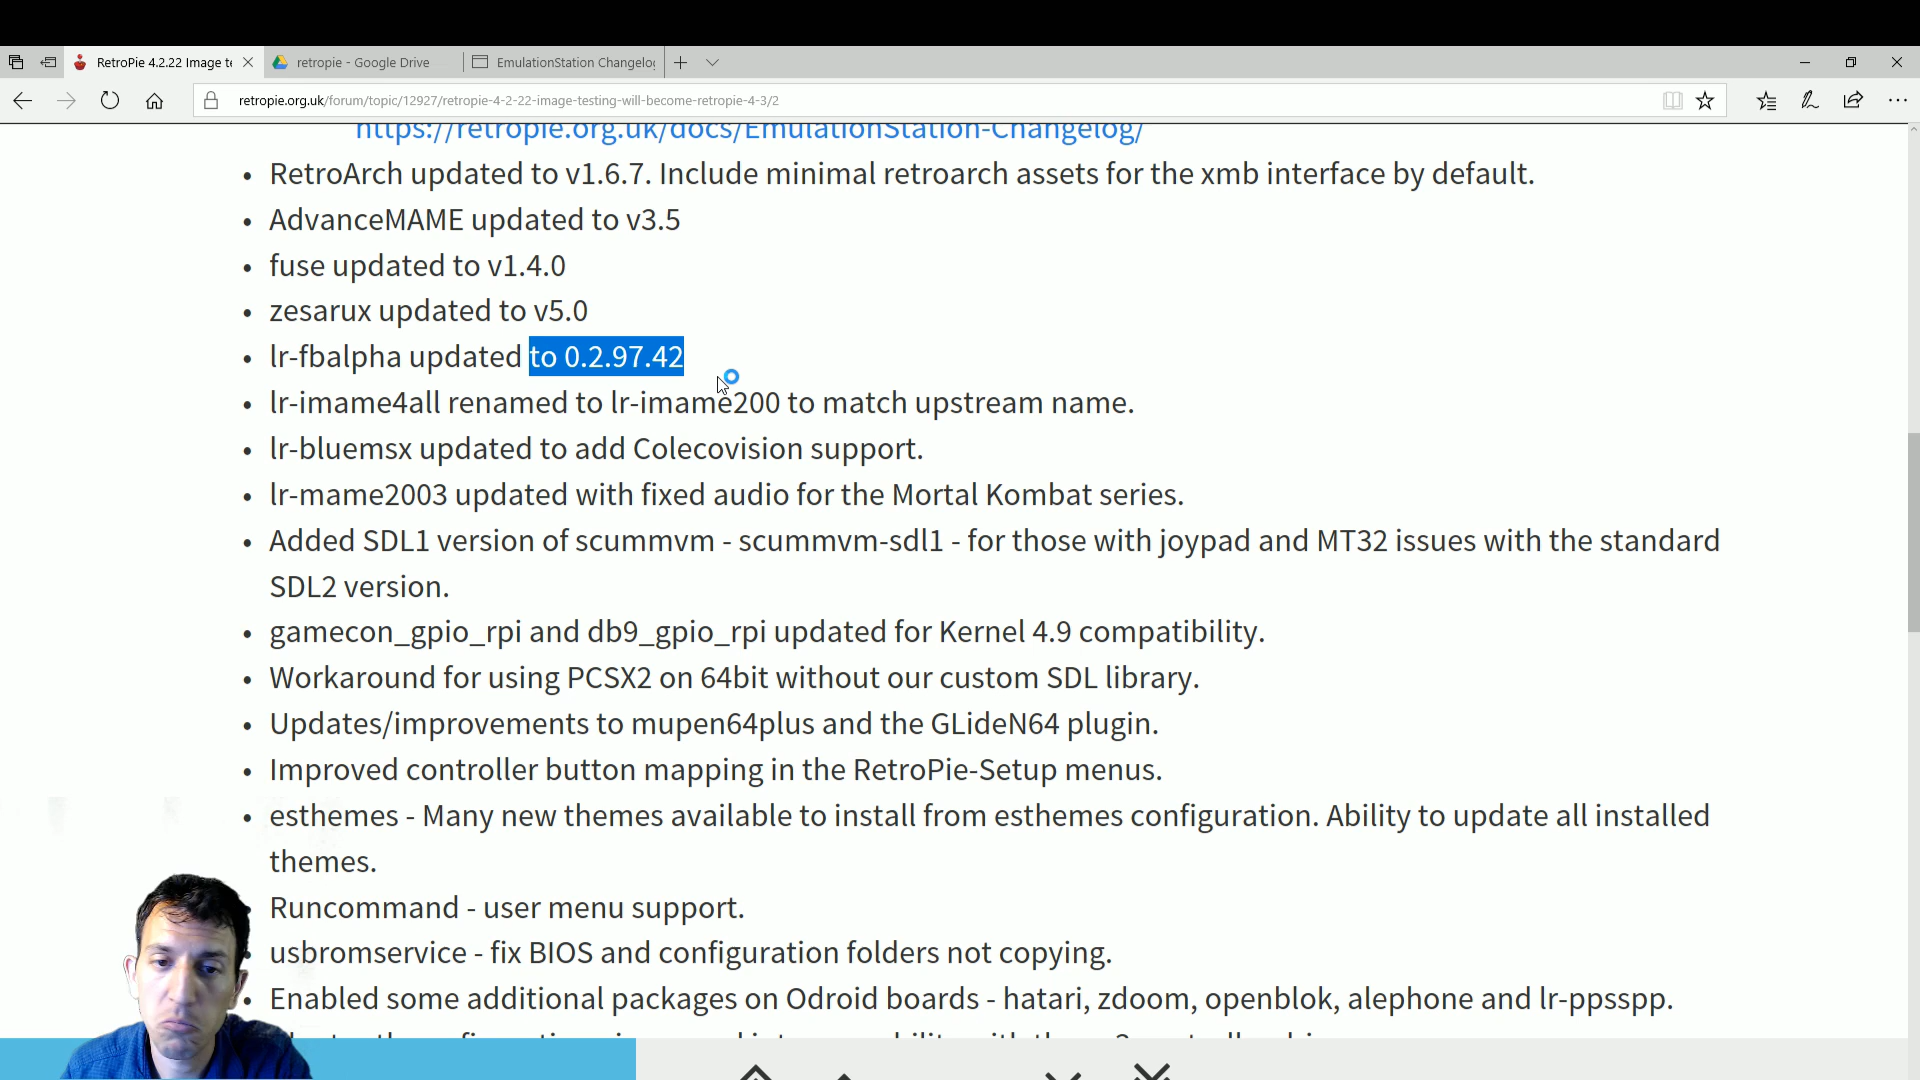 RetroPie 4.2.22 Image te
retropie - Google Drive
EmulationStation Changelog
retropie.org.uk/forum/topic/12927/retropie-4-2-22-image-testing-will-become-retropie-4-3/2
https://retropie.org.uk/docs/EmulationStation-Changelog/
• RetroArch updated to v1.6.7. Include minimal retroarch assets for the xmb interface by default.
• AdvanceMAME updated to v3.5
• fuse updated to v1.4.0
• zesarux updated to v5.0
• lr-fbalpha updated to 0.2.97.42
• lr-imame4all renamed to lr-imame200 to match upstream name.
• lr-bluemsx updated to add Colecovision support.
• lr-mame2003 updated with fixed audio for the Mortal Kombat series.
• Added SDL1 version of scummvm - scummvm-sdl1 - for those with joypad and MT32 issues with the standard
SDL2 version.
• gamecon_gpio_rpi and db9_gpio_rpi updated for Kernel 4.9 compatibility.
• Workaround for using PCSX2 on 64bit without our custom SDL library.
• Updates/improvements to mupen64plus and the GLideN64 plugin.
• Improved controller button mapping in the RetroPie-Setup menus.
• esthemes - Many new themes available to install from esthemes configuration. Ability to update all installed
themes.
Runcommand - user menu support.
usbromservice - fix BIOS and configuration folders not copying.
• Enabled some additional packages on Odroid boards - hatari, zdoom, openblok, alephone and lr-ppsspp.